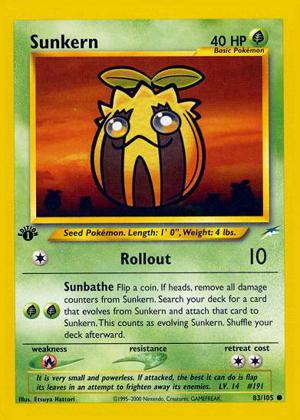 Sunkern
40 HP
Basic Pokémon
EDITION
1
Seed Pokémon. Length: 1' 0", Weight: 4 lbs.
Rollout 10
Sunbathe Flip a coin. If heads, remove all damage
counters from Sunkern. Search your deck for a card
that evolves from Sunkern and attach that card to
Sunkern. This counts as evolving Sunkern. Shuffle your
deck afterward.
weakness resistance retreat cost
It is very small and powerless. If attacked, the best it can do is flap
its leaves in an attempt to frighten away its enemies. LV. 14 #191
Illus. Etsuya Hattori ©1995-2000 Nintendo, Creatures, GAMEFREAK. 83/105